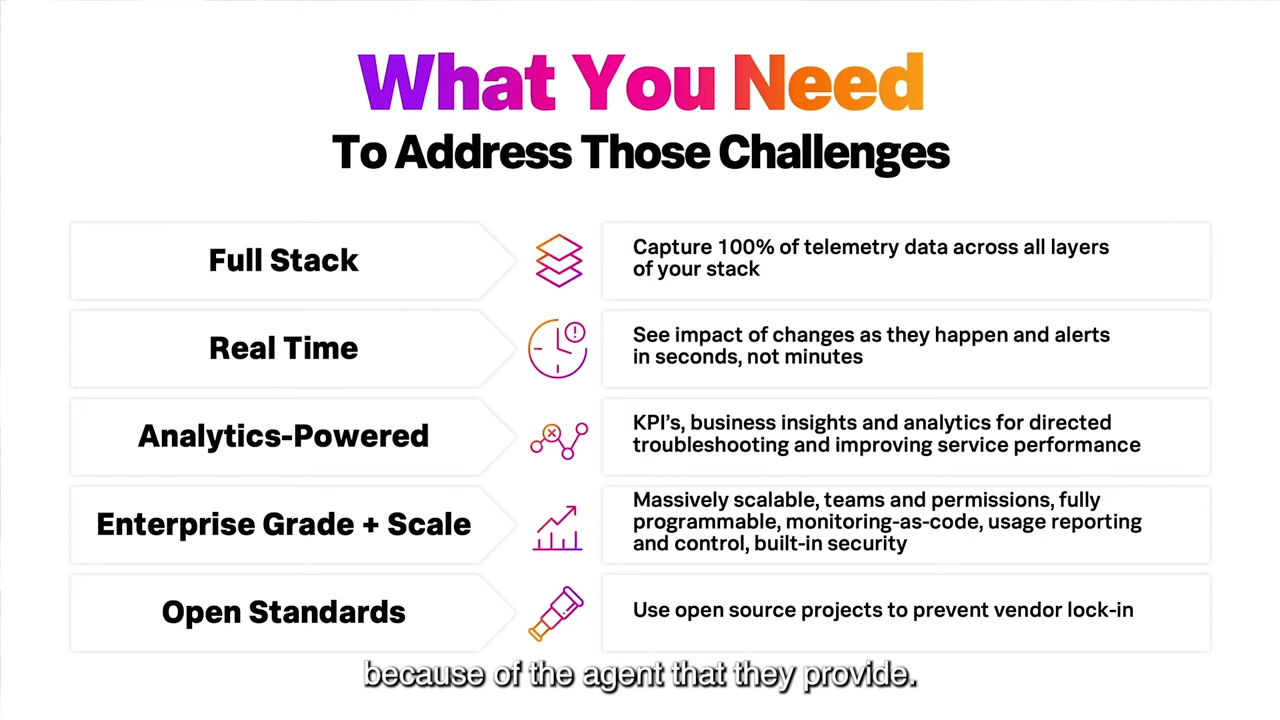 What You Need
To Address Those Challenges
Full Stack
Capture 100% of telemetry data across all layers
of your stack
Real Time
See impact of changes as they happen and alerts
in seconds, not minutes
Analytics-Powered
KPI's, business insights and analytics for directed
troubleshooting and improving service performance
Enterprise Grade + Scale
Massively scalable, teams and permissions, fully
programmable, monitoring-as-code, usage reporting
and control, built-in security
Open Standards
Use open source projects to prevent vendor lock-in
because of the agent that they provide.